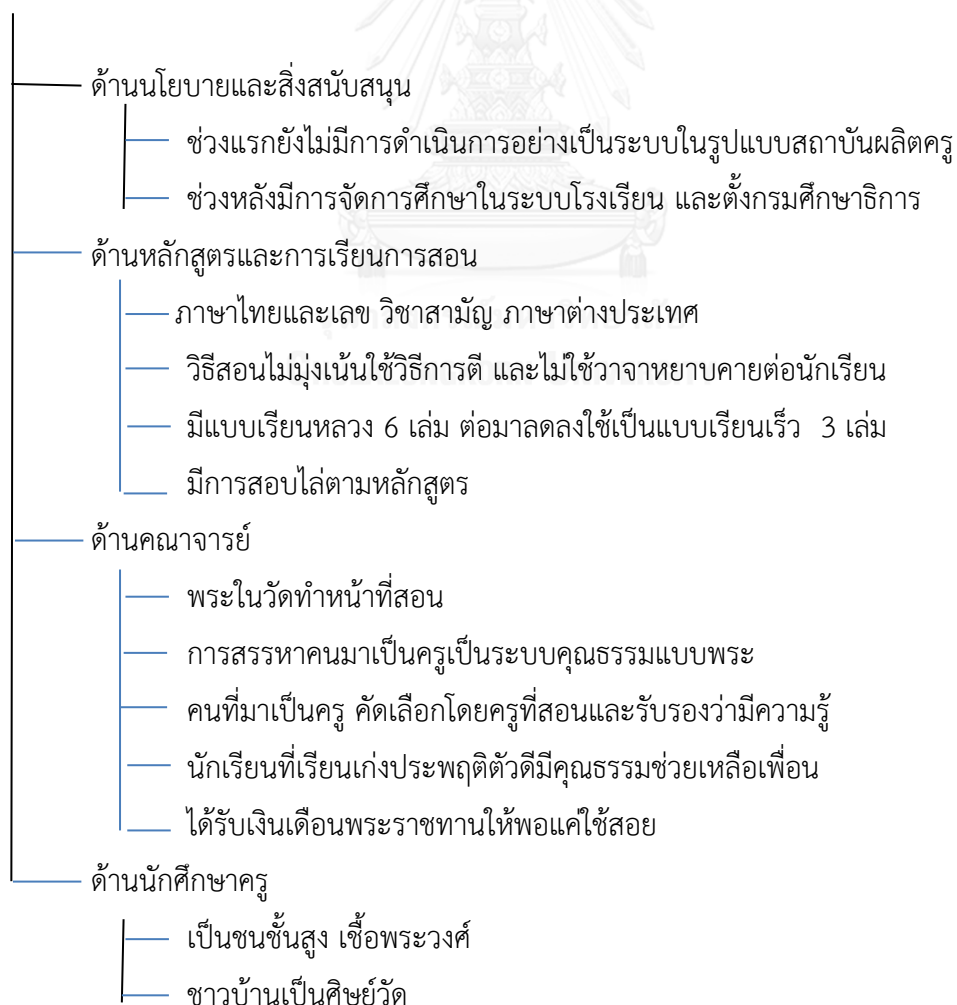 ด้านนโยบายและสิ่งสนับสนุน
ช่วงแรกยังไม่มีการดำเนินการอย่างเป็นระบบในรูปแบบสถาบันผลิตครู
ช่วงหลังมีการจัดการศึกษาในระบบโรงเรียน และตั้งกรมศึกษาธิการ
ด้านหลักสูตรและการเรียนการสอน
ภาษาไทยและเลข วิชาสามัญ ภาษาต่างประเทศ
วิธีสอนไม่มุ่งเน้นใช้วิธีการตี และไม่ใช้วาจาหยาบคายต่อนักเรียน
มีแบบเรียนหลวง 6 เล่ม ต่อมาลดลงใช้เป็นแบบเรียนเร็ว 3 เล่ม
มีการสอบไล่ตามหลักสูตร
ด้านคณาจารย์
พระในวัดทำหน้าที่สอน
การสรรหาคนมาเป็นครูเป็นระบบคุณธรรมแบบพระ
คนที่มาเป็นครู คัดเลือกโดยครูที่สอนและรับรองว่ามีความรู้
นักเรียนที่เรียนเก่งประพฤติตัวดีมีคุณธรรมช่วยเหลือเพื่อน
ได้รับเงินเดือนพระราชทานให้พอแค่ใช้สอย
ด้านนักศึกษาครู
เป็นชนชั้นสูง เชื้อพระวงศ์
ชาวบ้านเป็นศิษย์วัด